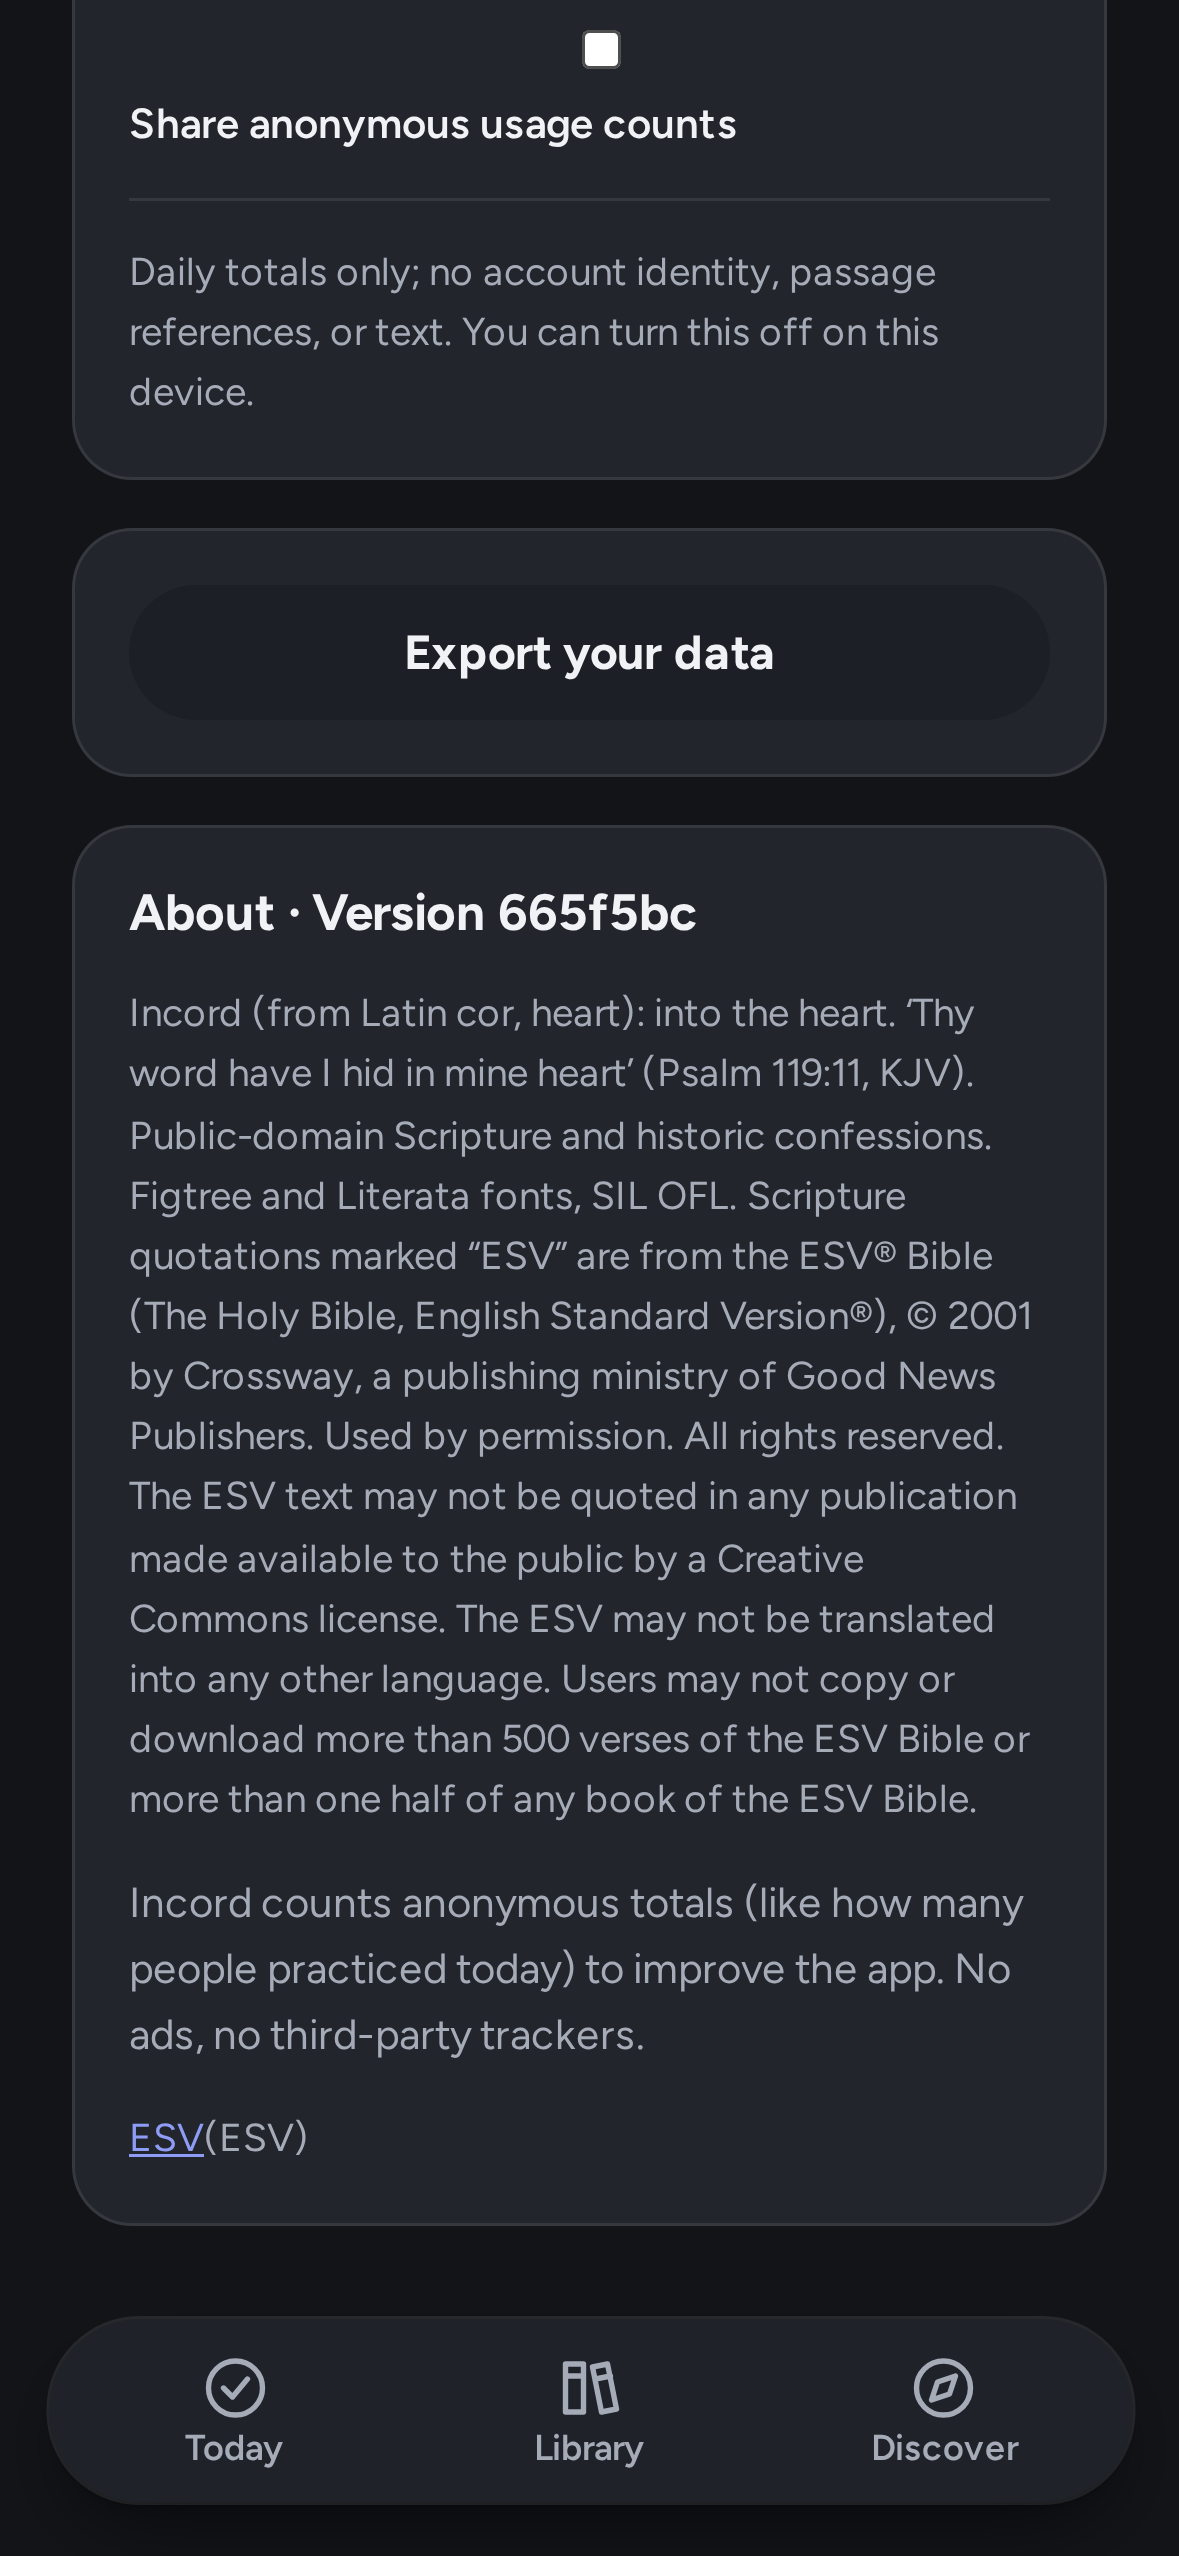 Share anonymous usage counts
Daily totals only; no account identity, passage
references, or text. You can turn this off on this
device.
Export your data
About · Version 665f5bc
Incord (from Latin cor, heart): into the heart. ‘Thy
word have I hid in mine heart’ (Psalm 119:11, KJV).
Public-domain Scripture and historic confessions.
Figtree and Literata fonts, SIL OFL. Scripture
quotations marked “ESV” are from the ESV® Bible
(The Holy Bible, English Standard Version®), © 2001
by Crossway, a publishing ministry of Good News
Publishers. Used by permission. All rights reserved.
The ESV text may not be quoted in any publication
made available to the public by a Creative
Commons license. The ESV may not be translated
into any other language. Users may not copy or
download more than 500 verses of the ESV Bible or
more than one half of any book of the ESV Bible.
Incord counts anonymous totals (like how many
people practiced today) to improve the app. No
ads, no third-party trackers.
ESV(ESV)
Today Library Discover